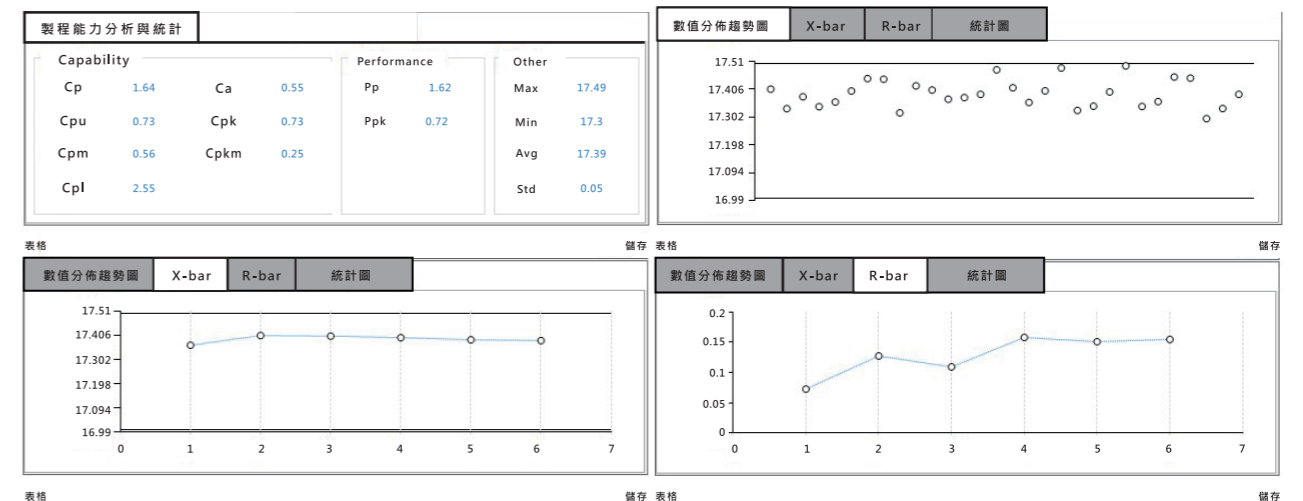 製程能力分析與統計
Capability
Performance
Other
Cp 1.64 Ca 0.55 Pp 1.62 Max 17.49
Cpu 0.73 Cpk 0.73 Ppk 0.72 Min 17.3
Cpm 0.56 Cpkm 0.25 Avg 17.39
Cpl 2.55 Std 0.05
表格 儲存
數值分佈趨勢圖 X-bar R-bar 統計圖
17.51
17.406
17.302
17.198
17.094
16.99
表格 儲存
數值分佈趨勢圖 X-bar R-bar 統計圖
17.51
17.406
17.302
17.198
17.094
16.99
0 1 2 3 4 5 6 7
表格 儲存
數值分佈趨勢圖 X-bar R-bar 統計圖
0.2
0.15
0.1
0.05
0
0 1 2 3 4 5 6 7
表格 儲存